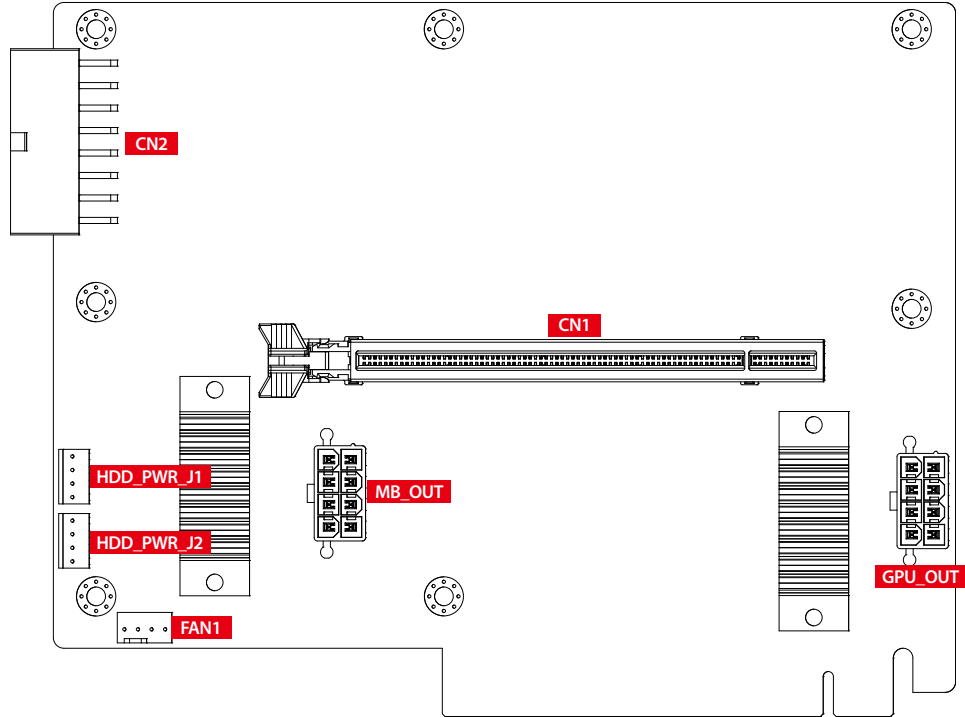 CN2
CN1
HDD_PWR_J1
MB_OUT
HDD_PWR_J2
GPU_OUT
FAN1